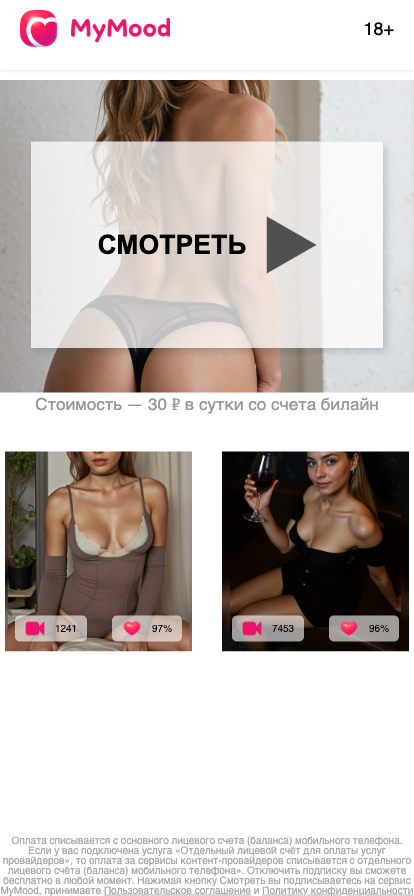 MyMood
18+
СМОТРЕТЬ
Стоимость — 30 ₽ в сутки со счета билайн
1241
97%
7453
96%
Оплата списывается с основного лицевого счета (баланса) мобильного телефона.
Если у вас подключена услуга «Отдельный лицевой счёт для оплаты услуг
провайдеров», то оплата за сервисы контент-провайдеров списывается с отдельного
лицевого счёта (баланса) мобильного телефона». Отключить подписку вы сможете
бесплатно в любой момент. Нажимая кнопку Смотреть вы подписываетесь на сервис
MyMood, принимаете Пользовательское соглашение и Политику конфиденциальности